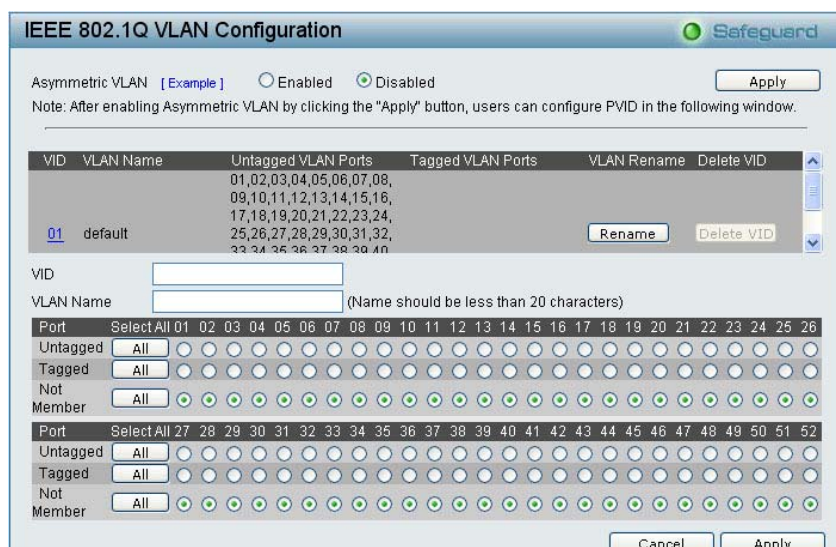 IEEE 802.1Q VLAN Configuration Safeguard
Asymmetric VLAN [ Example ] Enabled Disabled Apply
Note: After enabling Asymmetric VLAN by clicking the "Apply" button, users can configure PVID in the following window.
VID VLAN Name Untagged VLAN Ports Tagged VLAN Ports VLAN Rename Delete VID
01,02,03,04,05,06,07,08,
09,10,11,12,13,14,15,16,
17,18,19,20,21,22,23,24,
01 default 25,26,27,28,29,30,31,32, Rename Delete VID
33,34,35,36,37,38,39,40,
VID
VLAN Name (Name should be less than 20 characters)
Port Select All 01 02 03 04 05 06 07 08 09 10 11 12 13 14 15 16 17 18 19 20 21 22 23 24 25 26
Untagged All
Tagged All
Not
Member All
Port Select All 27 28 29 30 31 32 33 34 35 36 37 38 39 40 41 42 43 44 45 46 47 48 49 50 51 52
Untagged All
Tagged All
Not
Member All
Cancel Apply